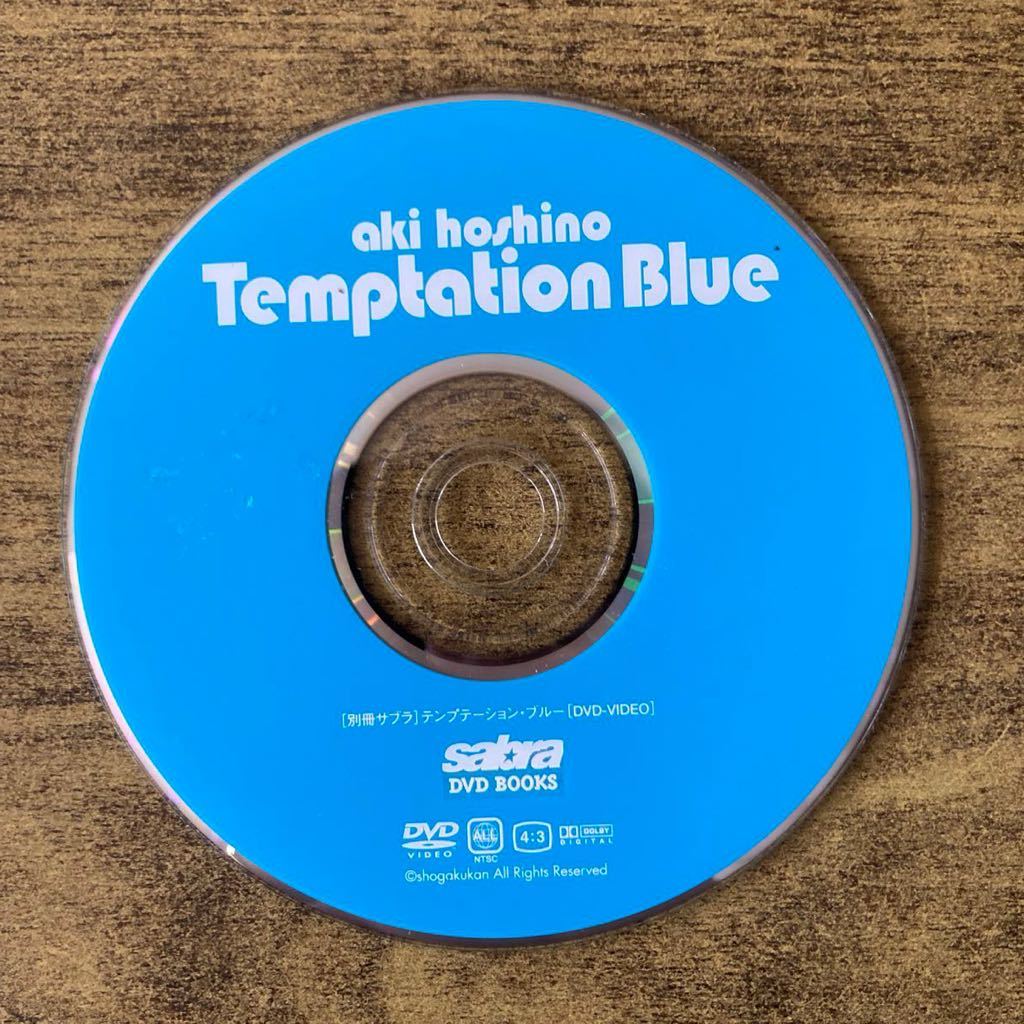 aki hoshino
Temptation Blue
[別冊サブラ]テンプテーション・ブルー[DVD-VIDEO]
sabra
DVD BOOKS
DVD VIDEO ALL NTSC 4:3 DOLBY DIGITAL
©shogakukan All Rights Reserved